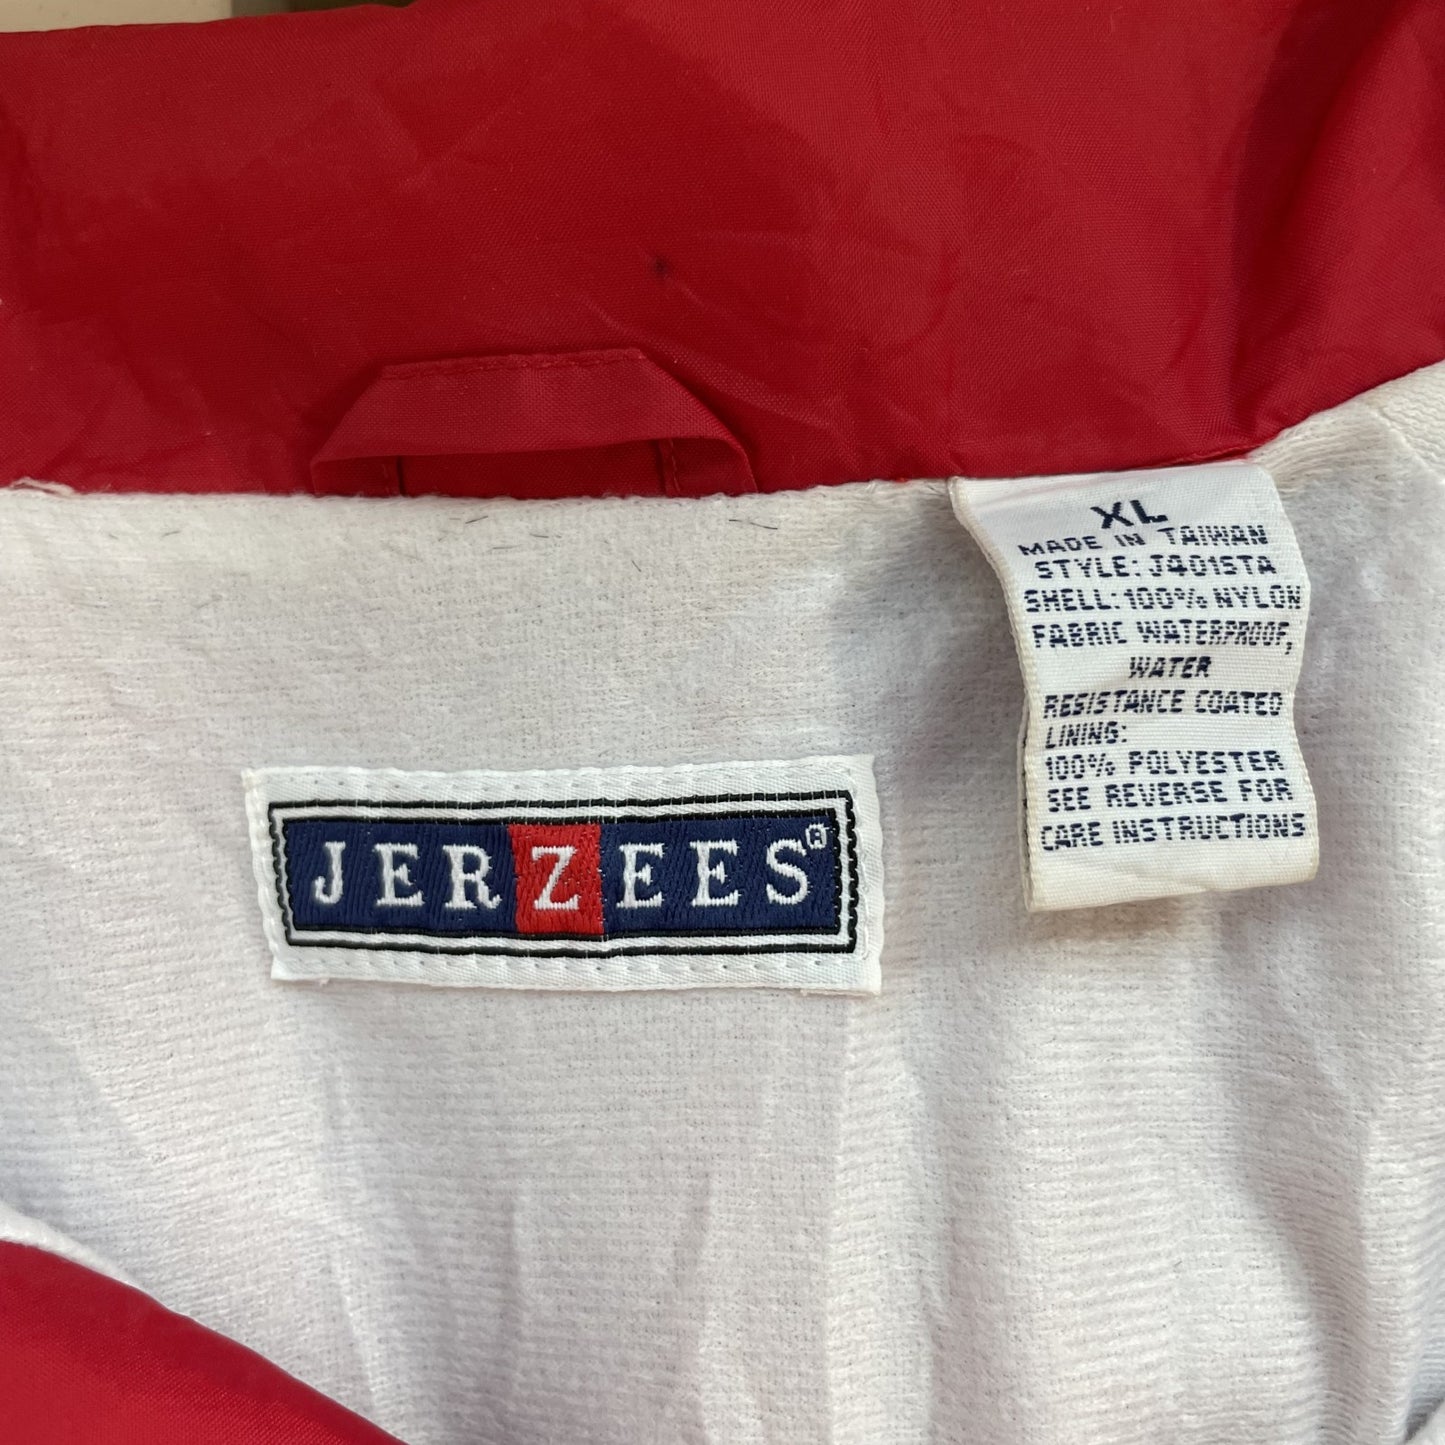 JERZEES®
XL
MADE IN TAIWAN
STYLE: J401STA
SHELL: 100% NYLON
FABRIC WATERPROOF,
WATER
RESISTANCE COATED
LINING:
100% POLYESTER
SEE REVERSE FOR
CARE INSTRUCTIONS